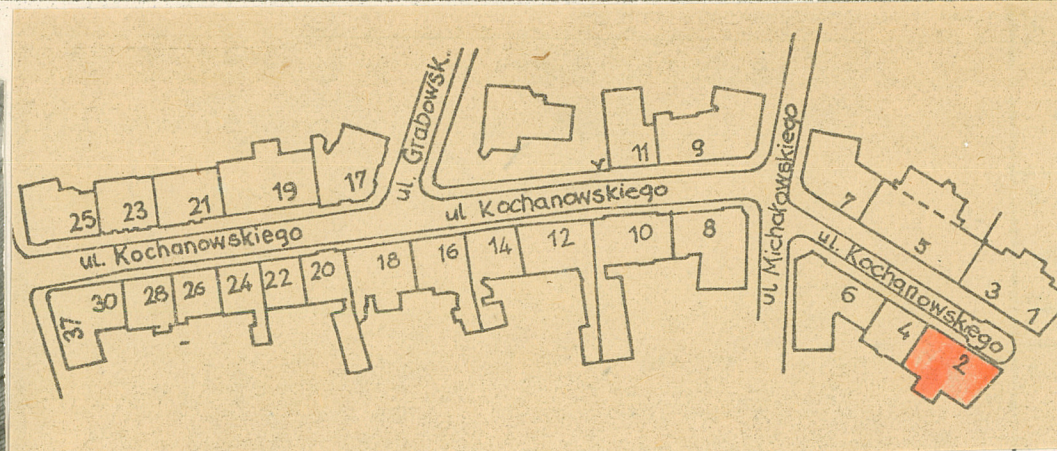 ul. Grabowsk.
ul Michałowskiego
25 23 21 19 17
11 9
7 5 3 1
ul. Kochanowskiego
ul Kochanowskiego
ul. Kochanowskiego
37 30 28 26 24 22 20 18 16 14 12 10 8
6 4 2